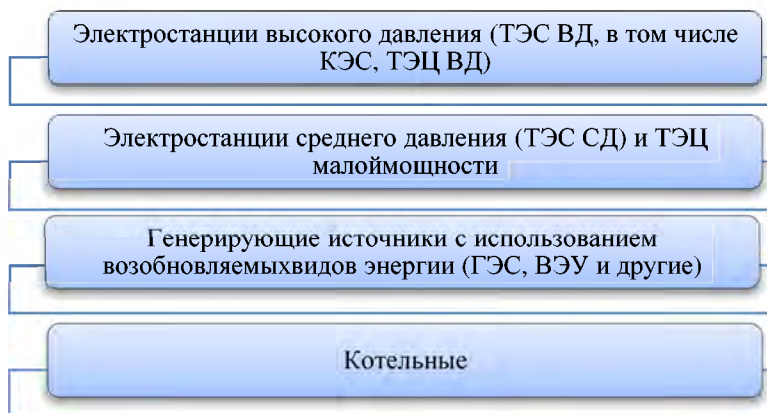 Электростанции высокого давления (ТЭС ВД, в том числе
КЭС, ТЭЦ ВД)
Электростанции среднего давления (ТЭС СД) и ТЭЦ
малоймощности
Генерирующие источники с использованием
возобновляемыхвидов энергии (ГЭС, ВЭУ и другие)
Котельные